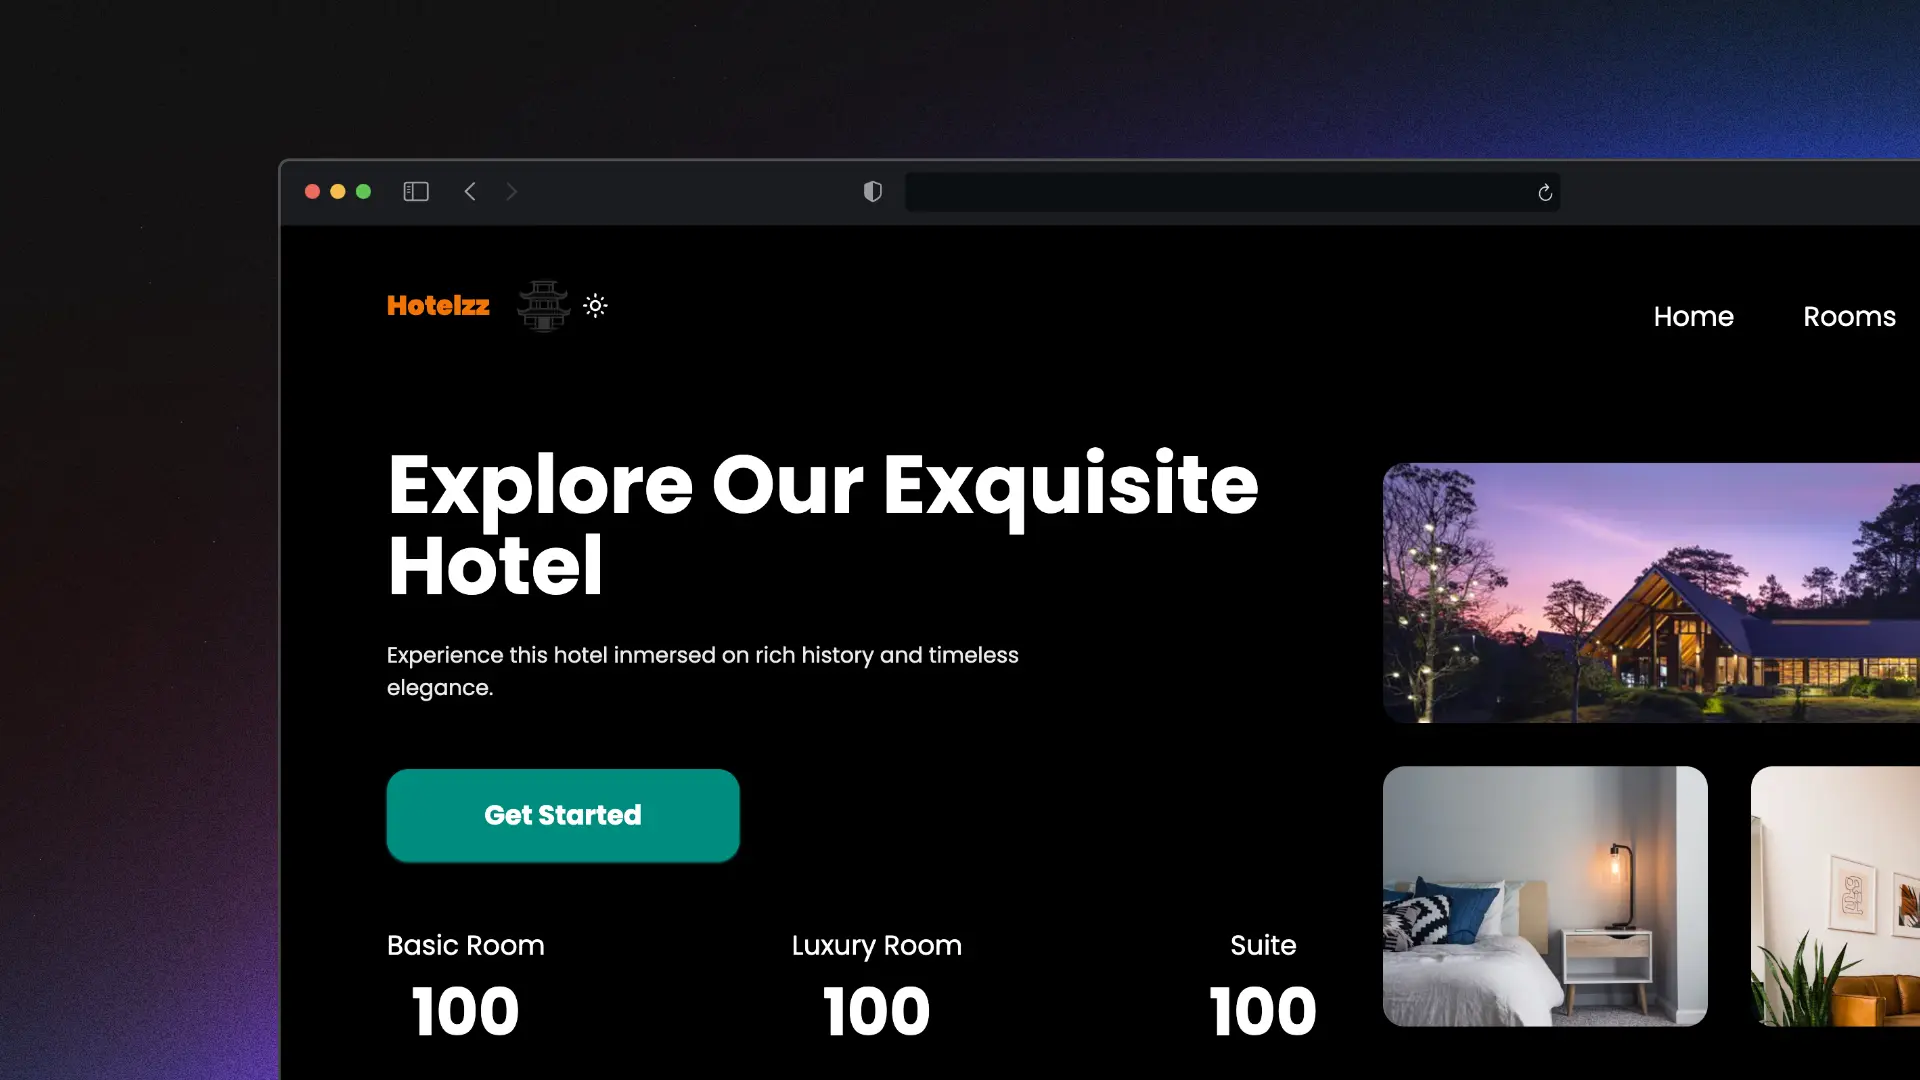 Hotelzz
Home
Rooms
Explore Our Exquisite
Hotel
Experience this hotel inmersed on rich history and timeless
elegance.
Get Started
Basic Room
Luxury Room
Suite
100
100
100